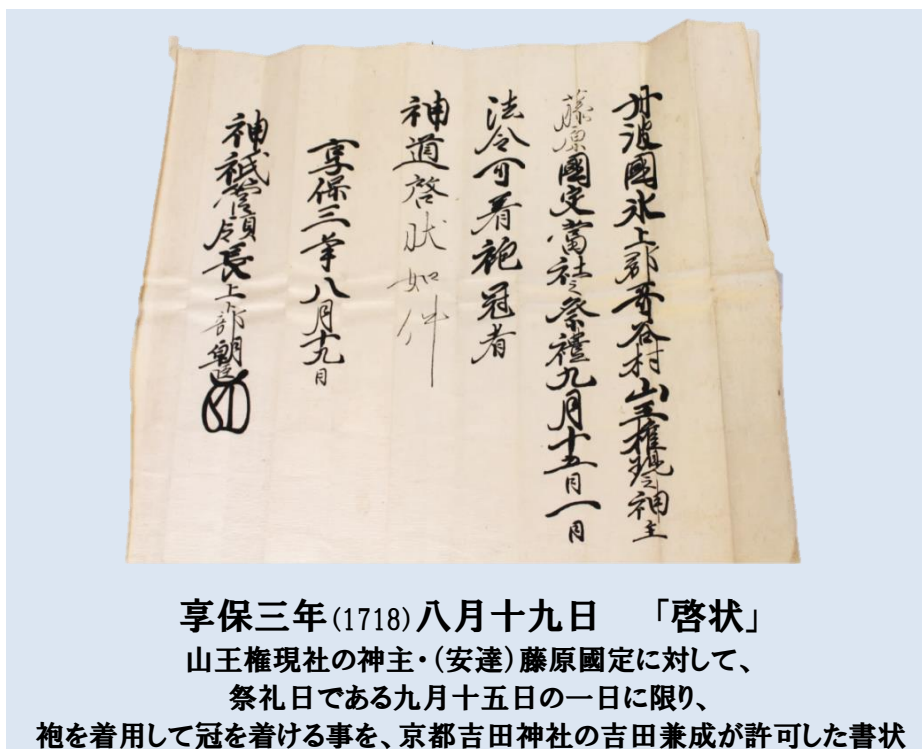 丹波國氷上郡哥谷村山王権現之神主
藤原國定當社之祭禮九月十五日一日
法令可着袍冠者
神道啓状如件
享保三年八月十九日
神祇管領長上卜部朝臣
享保三年(1718)八月十九日 「啓状」
山王権現社の神主・(安達)藤原國定に対して、
祭礼日である九月十五日の一日に限り、
袍を着用して冠を着ける事を、京都吉田神社の吉田兼成が許可した書状